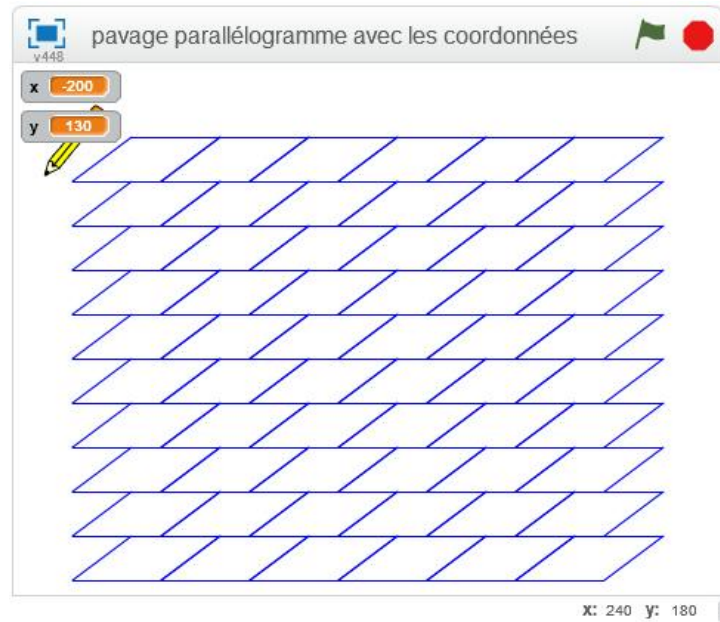 pavage parallélogramme avec les coordonnées
v448
x -200
y 130
x: 240 y: 180